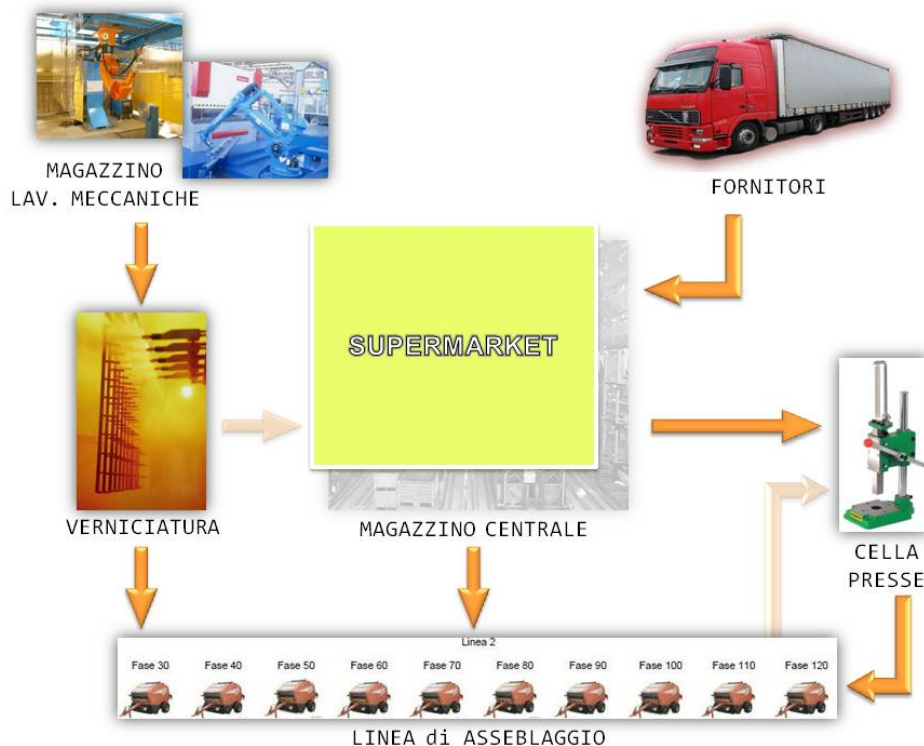 MAGAZZINO
LAV. MECCANICHE
FORNITORI
SUPERMARKET
VERNICIATURA
MAGAZZINO CENTRALE
CELLA
PRESSE
Linea 2
Fase 30 Fase 40 Fase 50 Fase 60 Fase 70 Fase 80 Fase 90 Fase 100 Fase 110 Fase 120
LINEA di ASSEBLAGGIO